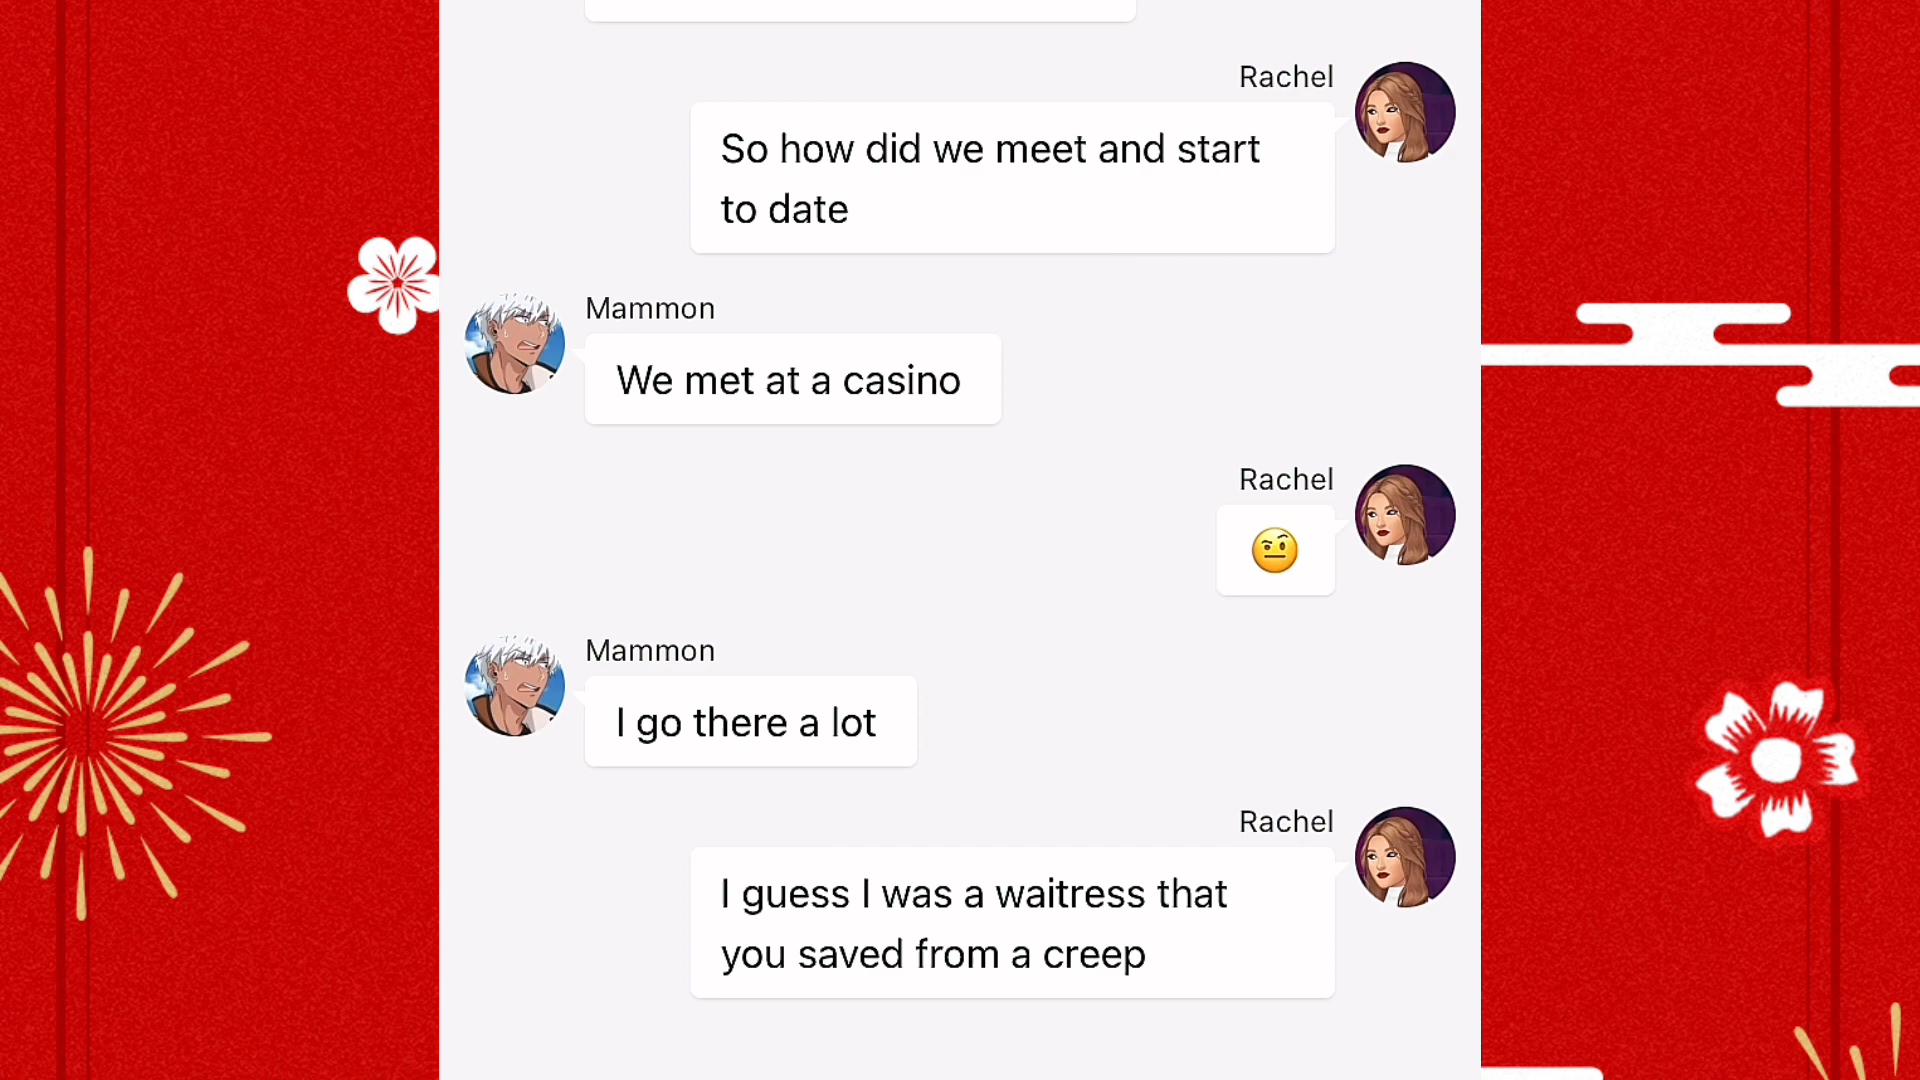 Rachel
So how did we meet and start
to date
Mammon
We met at a casino
Rachel
🤨
Mammon
I go there a lot
Rachel
I guess I was a waitress that
you saved from a creep